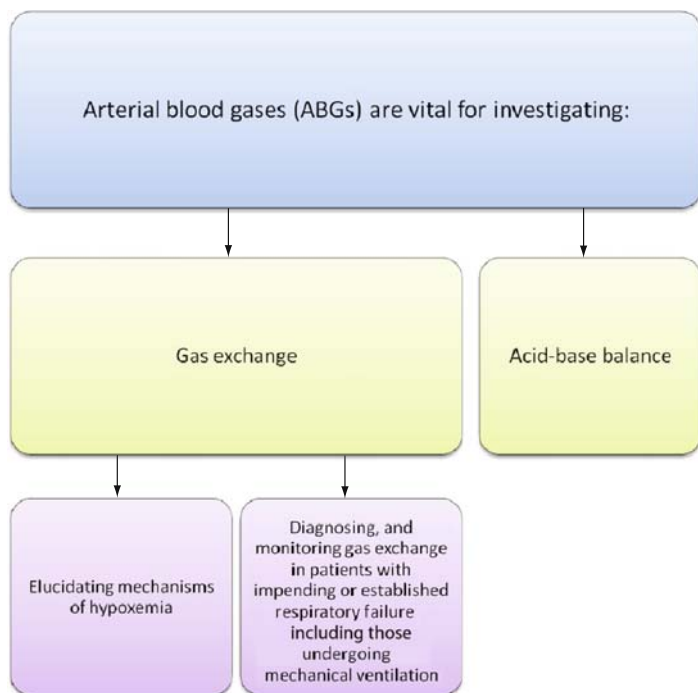 Arterial blood gases (ABGs) are vital for investigating:
Gas exchange
Acid-base balance
Elucidating mechanisms
of hypoxemia
Diagnosing, and
monitoring gas exchange
in patients with
impending or established
respiratory failure
including those
undergoing
mechanical ventilation